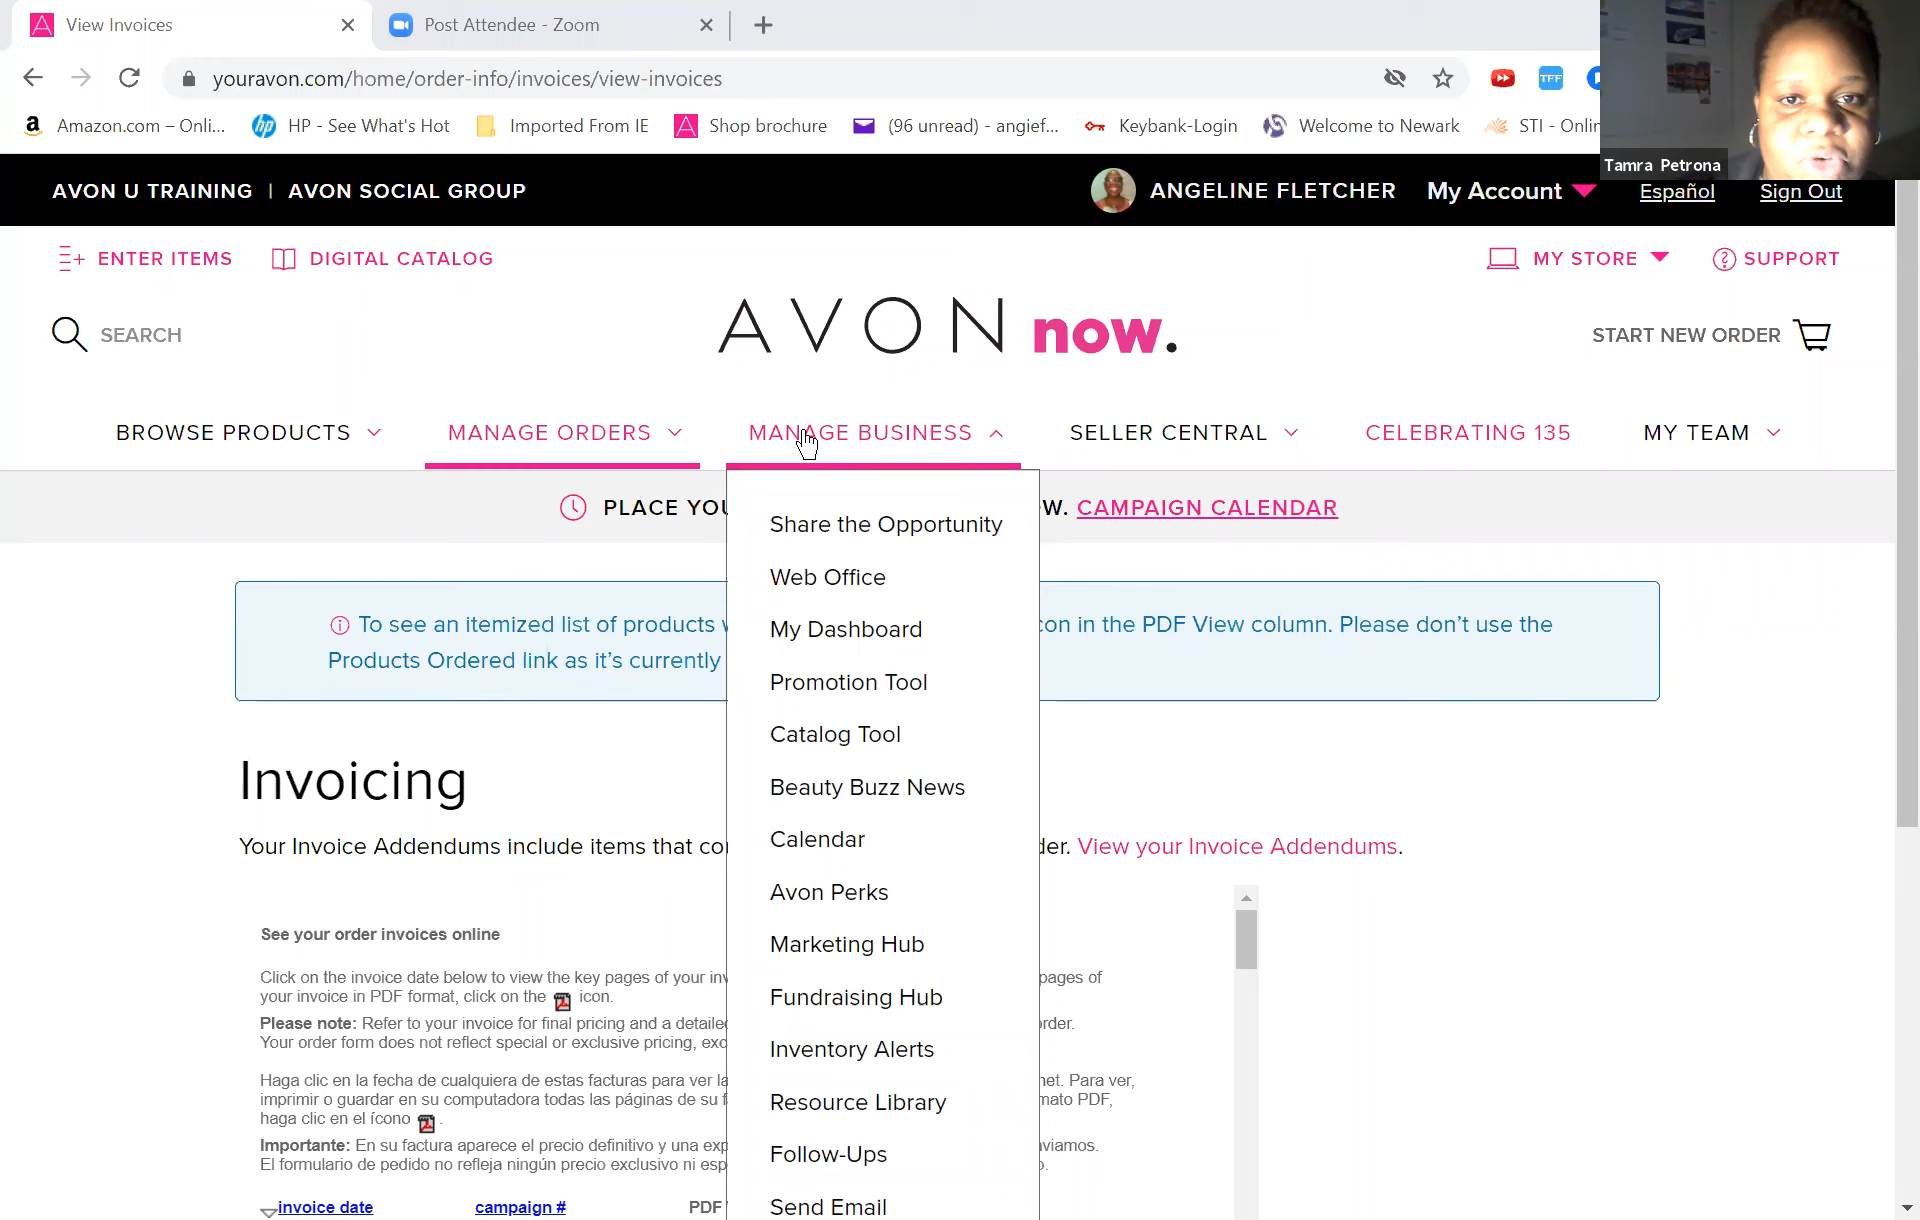 View Invoices
Post Attendee - Zoom
youravon.com/home/order-info/invoices/view-invoices
TFF
Amazon.com – Onli...
HP - See What's Hot
Imported From IE
Shop brochure
(96 unread) - angief...
Keybank-Login
Welcome to Newark
STI - Onlin
Tamra Petrona
AVON U TRAINING | AVON SOCIAL GROUP
ANGELINE FLETCHER
My Account
Español
Sign Out
ENTER ITEMS
DIGITAL CATALOG
MY STORE
SUPPORT
SEARCH
AVON now.
START NEW ORDER
BROWSE PRODUCTS
MANAGE ORDERS
MANAGE BUSINESS
SELLER CENTRAL
CELEBRATING 135
MY TEAM
PLACE YOU
W. CAMPAIGN CALENDAR
Share the Opportunity
Web Office
My Dashboard
Promotion Tool
Catalog Tool
Beauty Buzz News
Calendar
Avon Perks
Marketing Hub
Fundraising Hub
Inventory Alerts
Resource Library
Follow-Ups
Send Email
To see an itemized list of products
con in the PDF View column. Please don't use the
Products Ordered link as it's currently
Invoicing
Your Invoice Addendums include items that co
der. View your Invoice Addendums.
See your order invoices online
Click on the invoice date below to view the key pages of your inv
pages of
your invoice in PDF format, click on the icon.
Please note: Refer to your invoice for final pricing and a detailed
rder.
Your order form does not reflect special or exclusive pricing, exc
Haga clic en la fecha de cualquiera de estas facturas para ver la
net. Para ver,
imprimir o guardar en su computadora todas las páginas de su f
mato PDF,
haga clic en el ícono .
Importante: En su factura aparece el precio definitivo y una exp
viamos.
El formulario de pedido no refleja ningún precio exclusivo ni esp
o.
invoice date
campaign #
PDF